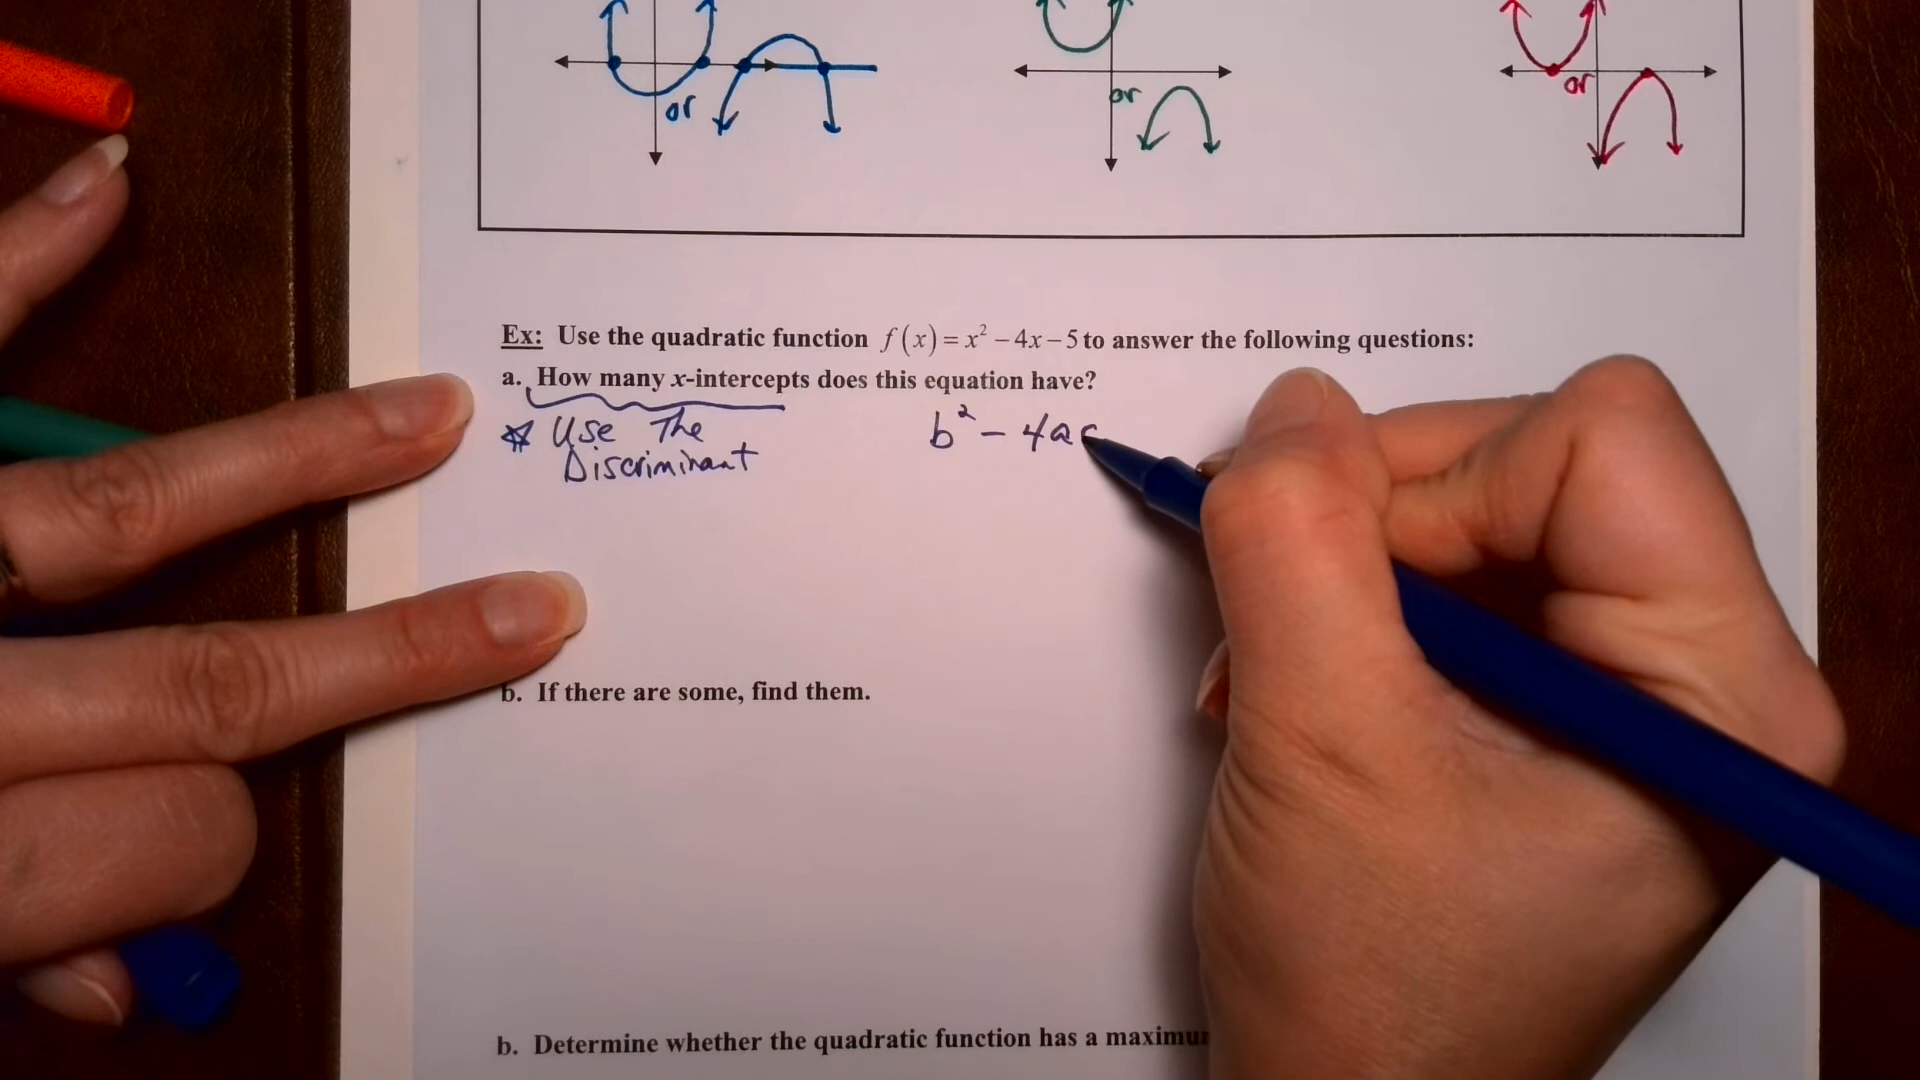 or or or
Ex: Use the quadratic function f(x) = x² − 4x − 5 to answer the following questions:
a. How many x-intercepts does this equation have?
☆ Use The b² − 4ac
Discriminant
b. If there are some, find them.
b. Determine whether the quadratic function has a